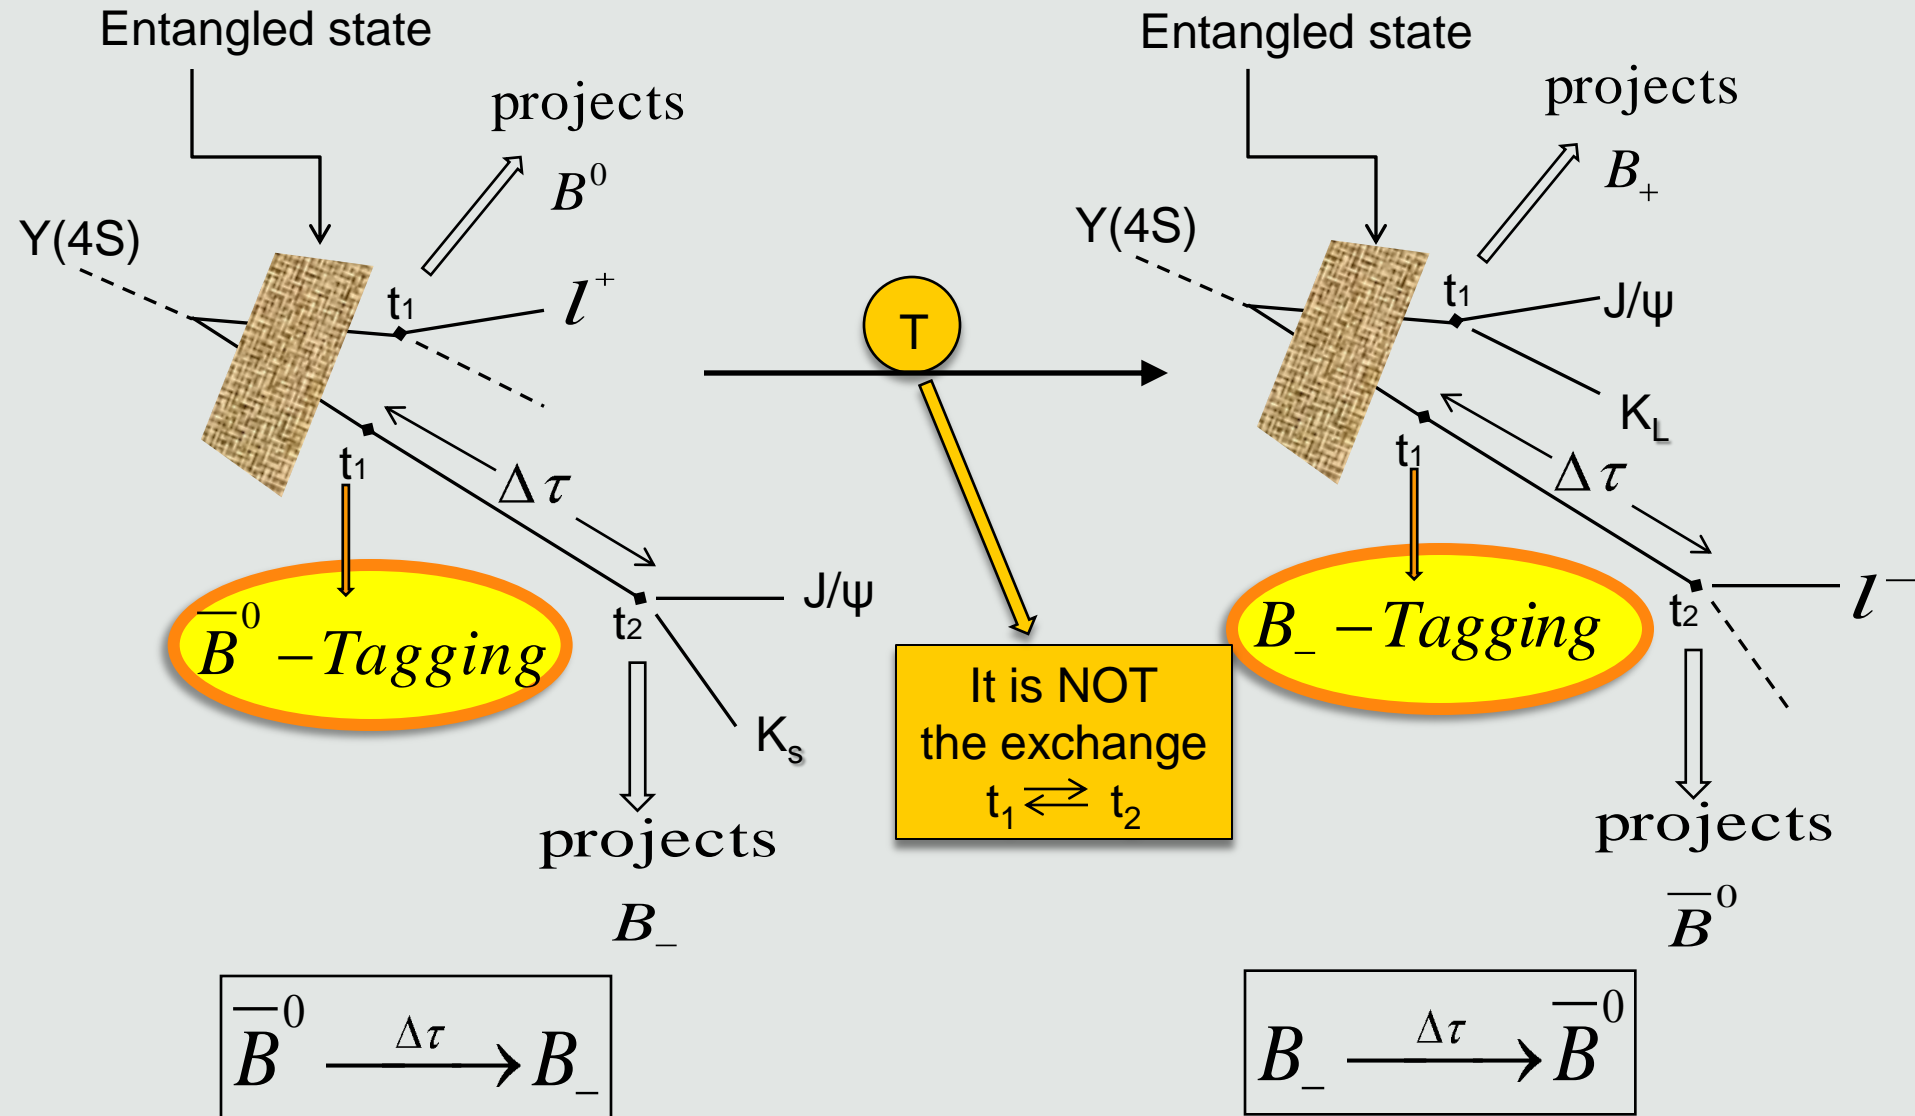 Entangled state
projects
B⁰
Y(4S)
t₁
l⁺
t₁
Δτ
B̅⁰ –Tagging
J/ψ
t₂
Kₛ
projects
B₋
B̅⁰ —Δτ→ B₋
T
It is NOT
the exchange
t₁ ⇄ t₂
Entangled state
projects
B₊
Y(4S)
t₁
J/ψ
K_L
t₁
Δτ
B₋ –Tagging
t₂
l⁻
projects
B̅⁰
B₋ —Δτ→ B̅⁰